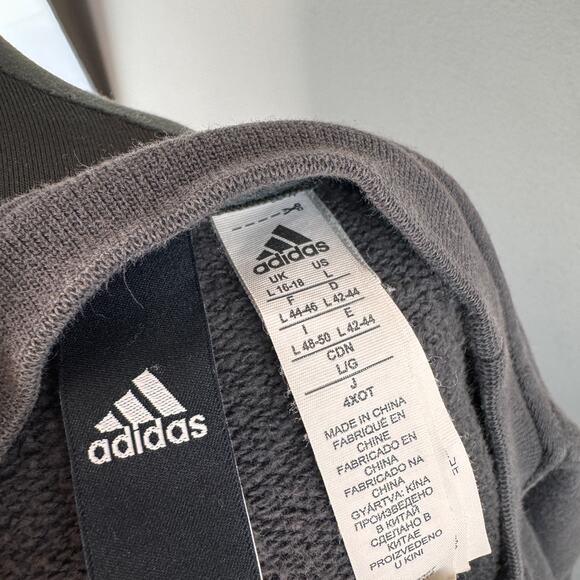 adidas
UK US
L 16-18 L
F D
L 44-46 L 42-44
I E
L 48-50 L 42-44
CDN
L/G
J
4XOT
MADE IN CHINA
FABRIQUÉ EN
CHINE
FABRICADO EN
CHINA
FABRICADO NA
CHINA
GYÁRTVA: KÍNA
ПРОИЗВЕДЕНО
В КИТАЙ
СДЕЛАНО В
КИТАЕ
PROIZVEDENO
U KINI
adidas